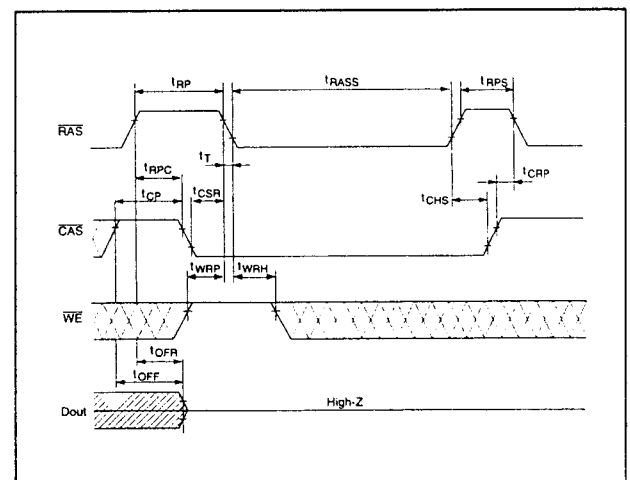 tRP
tRASS
tRPS
RAS
tT
tRPC
tCRP
tCP
tCSR
tCHS
CAS
tWRP
tWRH
WE
tOFR
tOFF
High-Z
Dout